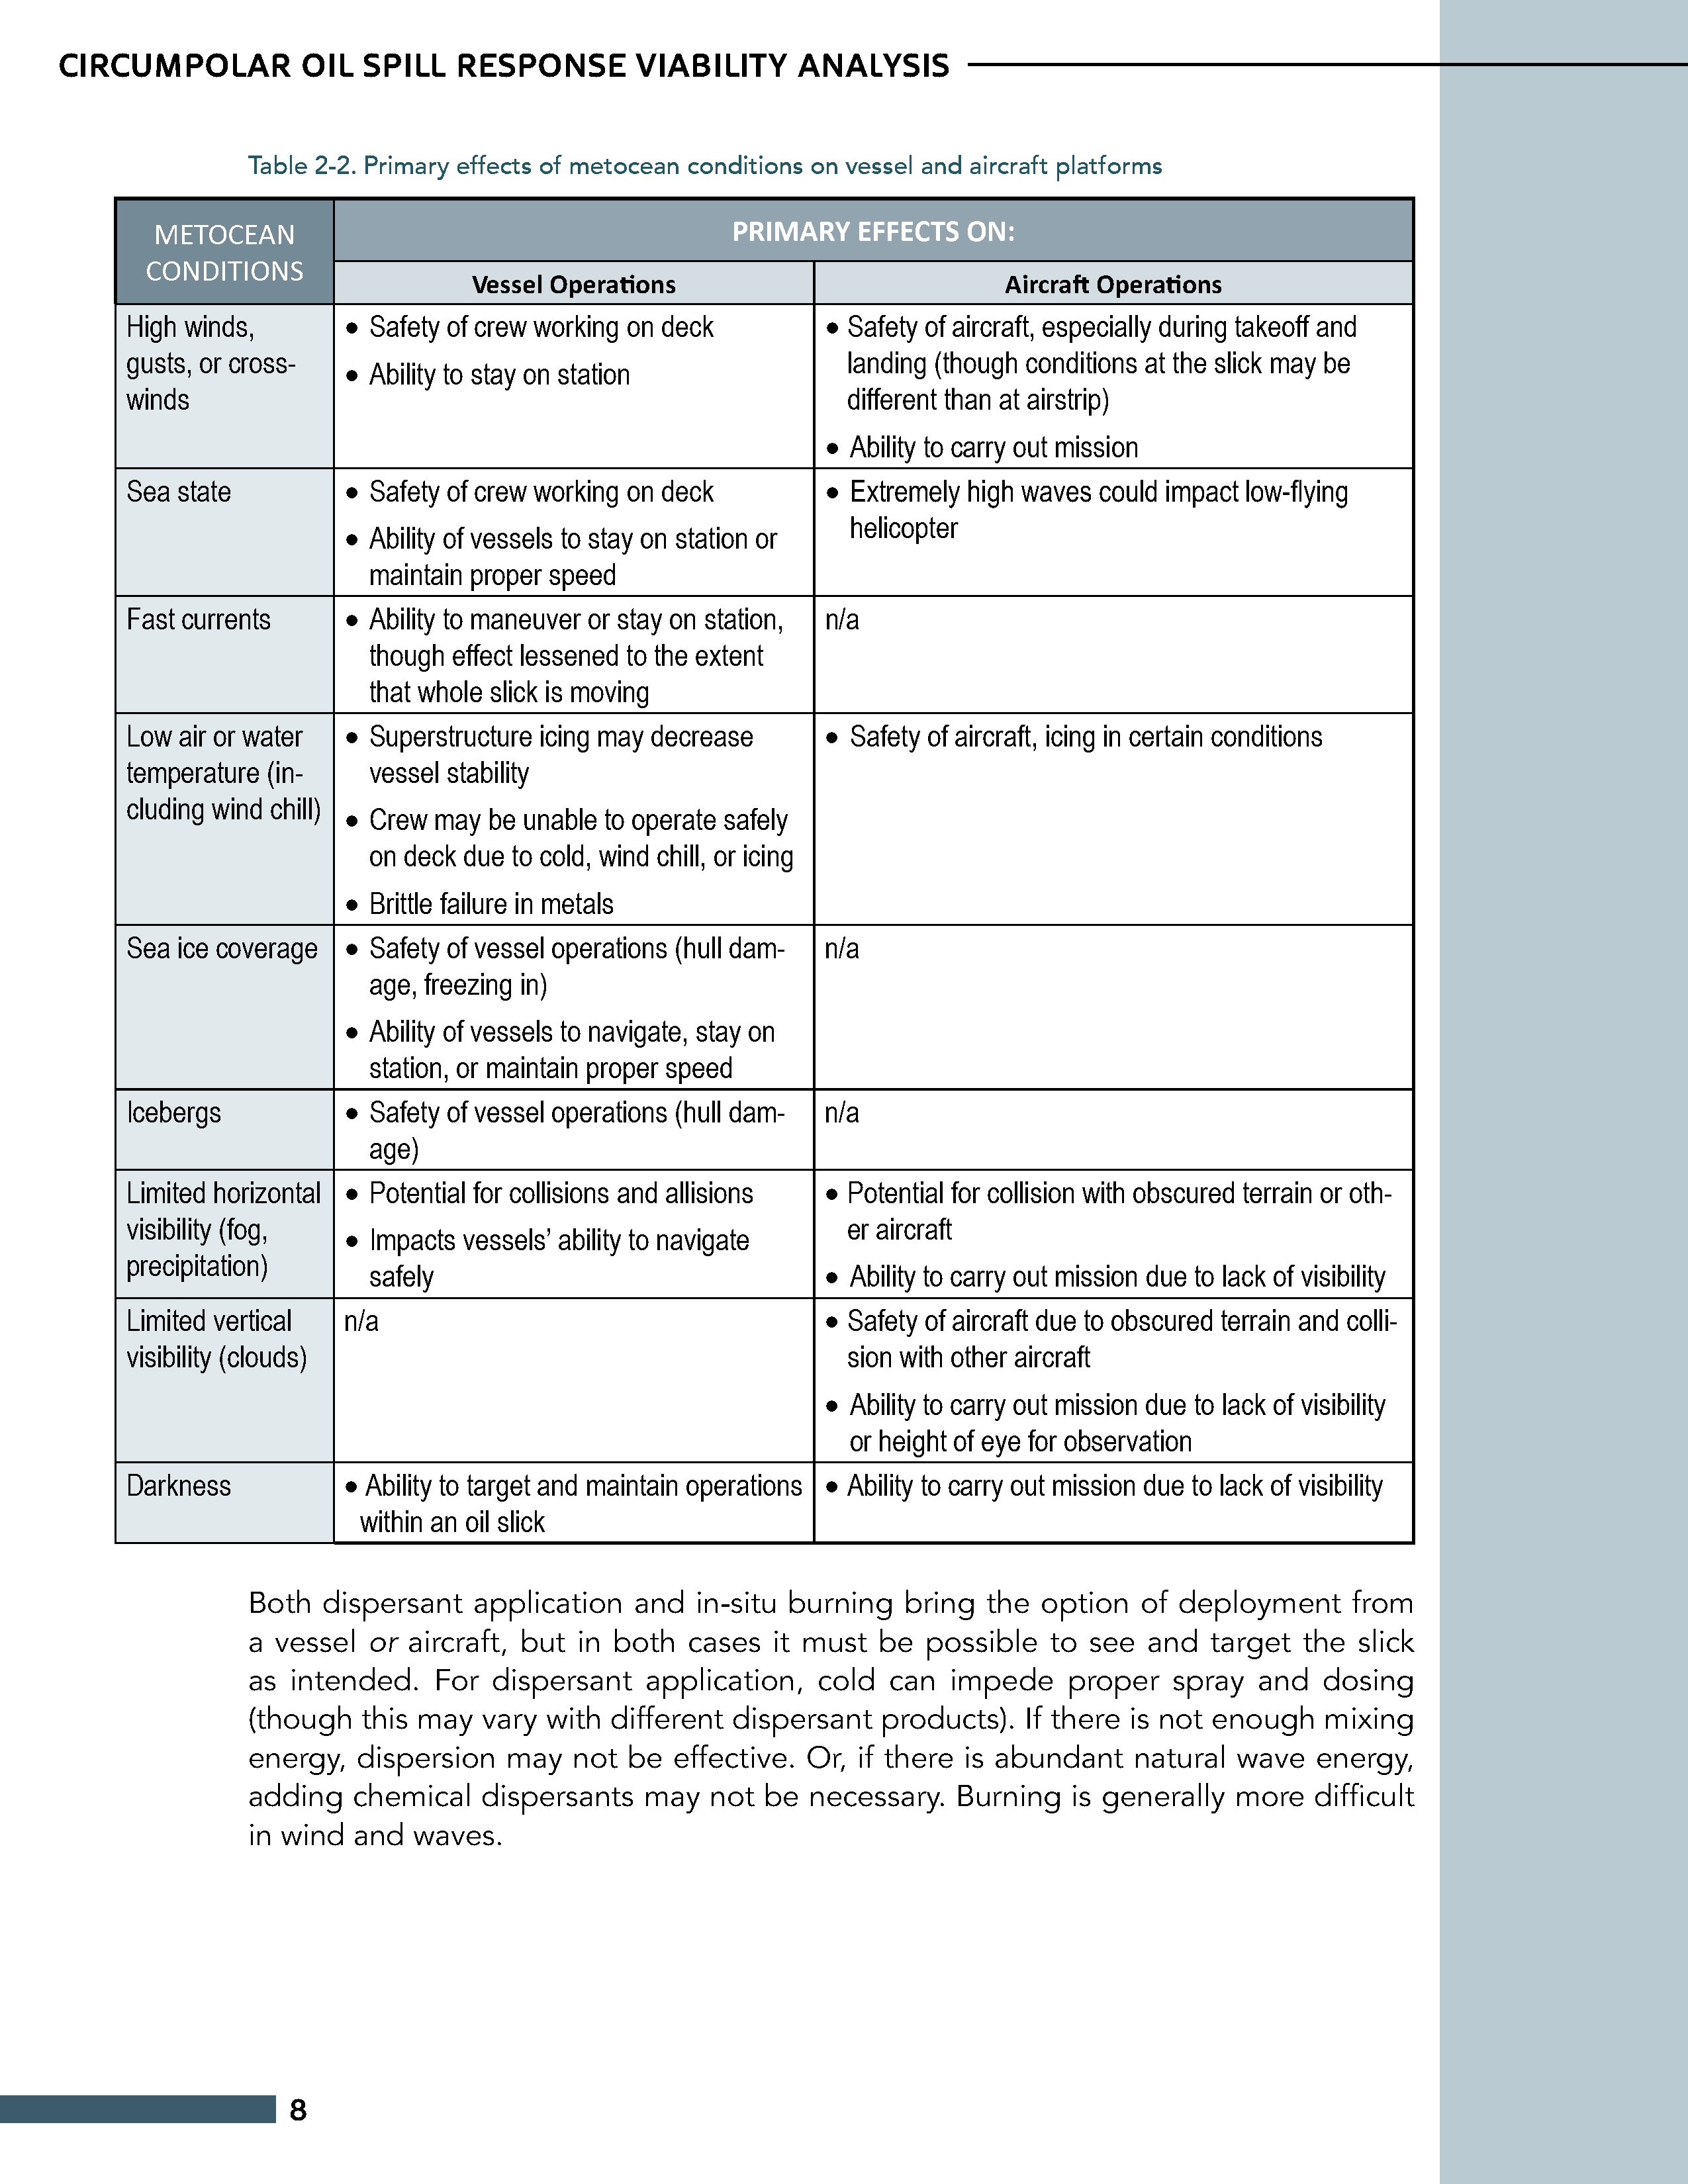 CIRCUMPOLAR OIL SPILL RESPONSE VIABILITY ANALYSIS
Table 2-2. Primary effects of metocean conditions on vessel and aircraft platforms
METOCEAN
CONDITIONS
PRIMARY EFFECTS ON:
Vessel Operations
Aircraft Operations
High winds,
gusts, or cross-
winds
• Safety of crew working on deck
• Ability to stay on station
• Safety of aircraft, especially during takeoff and
landing (though conditions at the slick may be
different than at airstrip)
• Ability to carry out mission
Sea state
• Safety of crew working on deck
• Ability of vessels to stay on station or
maintain proper speed
• Extremely high waves could impact low-flying
helicopter
Fast currents
• Ability to maneuver or stay on station,
though effect lessened to the extent
that whole slick is moving
n/a
Low air or water
temperature (in-
cluding wind chill)
• Superstructure icing may decrease
vessel stability
• Crew may be unable to operate safely
on deck due to cold, wind chill, or icing
• Brittle failure in metals
• Safety of aircraft, icing in certain conditions
Sea ice coverage
• Safety of vessel operations (hull dam-
age, freezing in)
• Ability of vessels to navigate, stay on
station, or maintain proper speed
n/a
Icebergs
• Safety of vessel operations (hull dam-
age)
n/a
Limited horizontal
visibility (fog,
precipitation)
• Potential for collisions and allisions
• Impacts vessels’ ability to navigate
safely
• Potential for collision with obscured terrain or oth-
er aircraft
• Ability to carry out mission due to lack of visibility
Limited vertical
visibility (clouds)
n/a
• Safety of aircraft due to obscured terrain and colli-
sion with other aircraft
• Ability to carry out mission due to lack of visibility
or height of eye for observation
Darkness
• Ability to target and maintain operations
within an oil slick
• Ability to carry out mission due to lack of visibility
Both dispersant application and in-situ burning bring the option of deployment from
a vessel or aircraft, but in both cases it must be possible to see and target the slick
as intended. For dispersant application, cold can impede proper spray and dosing
(though this may vary with different dispersant products). If there is not enough mixing
energy, dispersion may not be effective. Or, if there is abundant natural wave energy,
adding chemical dispersants may not be necessary. Burning is generally more difficult
in wind and waves.
8